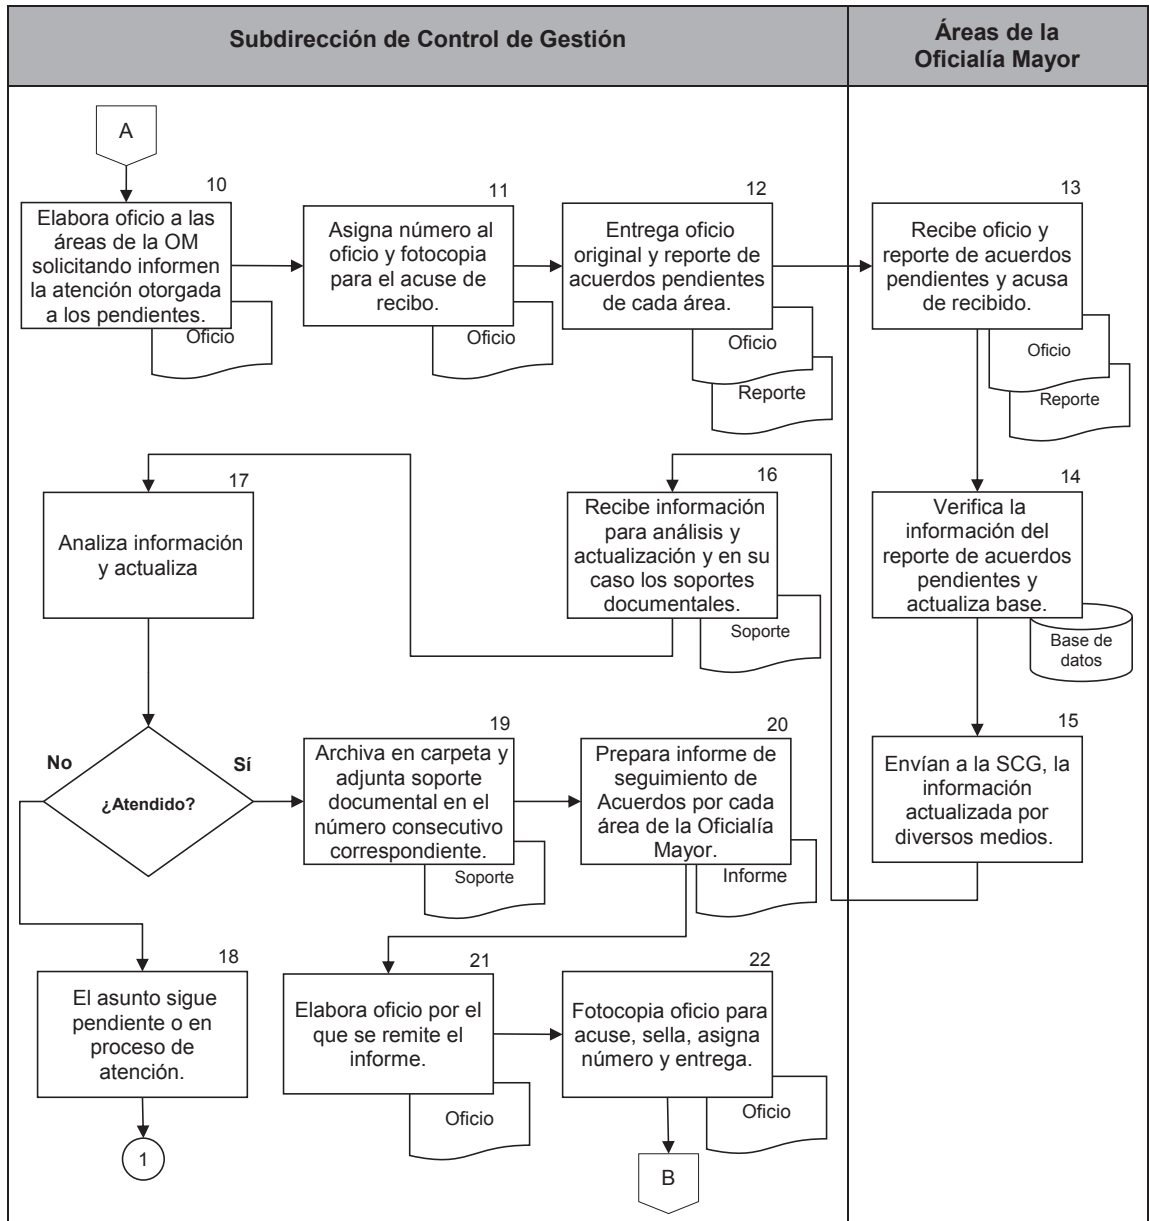 Subdirección de Control de Gestión
Áreas de la
Oficialía Mayor
A
10
Elabora oficio a las
áreas de la OM
solicitando informen
la atención otorgada
a los pendientes.
Oficio
11
Asigna número al
oficio y fotocopia
para el acuse de
recibo.
Oficio
12
Entrega oficio
original y reporte de
acuerdos pendientes
de cada área.
Oficio
Reporte
13
Recibe oficio y
reporte de acuerdos
pendientes y acusa
de recibido.
Oficio
Reporte
14
Verifica la
información del
reporte de acuerdos
pendientes y
actualiza base.
Base de
datos
15
Envían a la SCG, la
información
actualizada por
diversos medios.
16
Recibe información
para análisis y
actualización y en su
caso los soportes
documentales.
Soporte
17
Analiza información
y actualiza
¿Atendido?
No
Sí
18
El asunto sigue
pendiente o en
proceso de
atención.
1
19
Archiva en carpeta y
adjunta soporte
documental en el
número consecutivo
correspondiente.
Soporte
20
Prepara informe de
seguimiento de
Acuerdos por cada
área de la Oficialía
Mayor.
Informe
21
Elabora oficio por el
que se remite el
informe.
Oficio
22
Fotocopia oficio para
acuse, sella, asigna
número y entrega.
Oficio
B